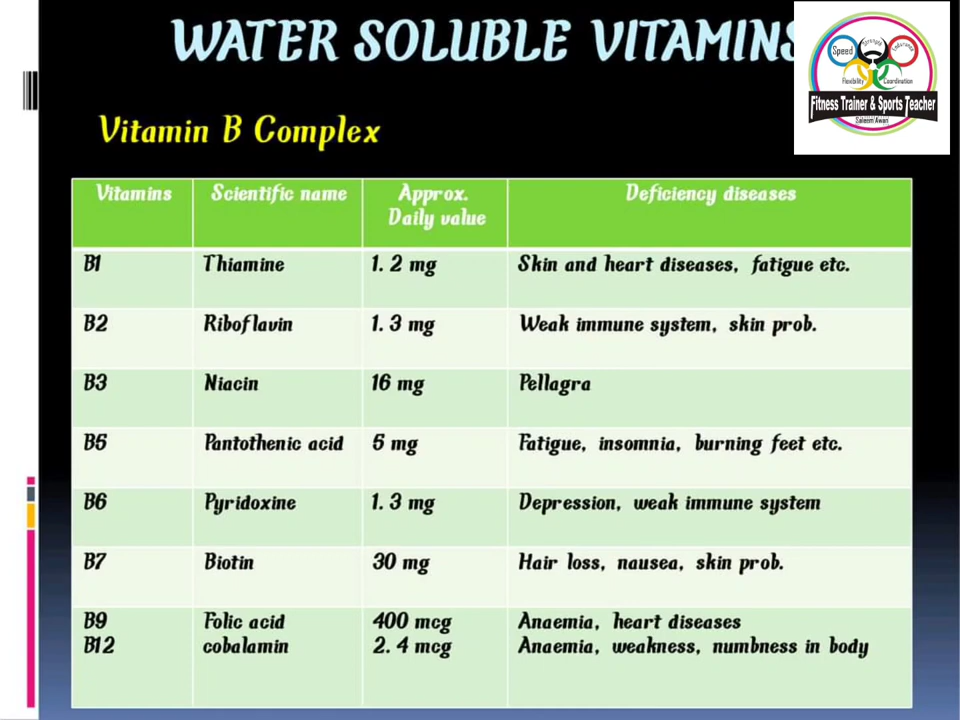 WATER SOLUBLE VITAMINS
Speed
Strength
Endurance
Flexibility
Coordination
Fitness Trainer & Sports Teacher
Saleem Awan
Vitamin B Complex
Vitamins Scientific name Approx. Daily value Deficiency diseases
B1 Thiamine 1. 2 mg Skin and heart diseases, fatigue etc.
B2 Riboflavin 1. 3 mg Weak immune system, skin prob.
B3 Niacin 16 mg Pellagra
B5 Pantothenic acid 5 mg Fatigue, insomnia, burning feet etc.
B6 Pyridoxine 1. 3 mg Depression, weak immune system
B7 Biotin 30 mg Hair loss, nausea, skin prob.
B9 Folic acid 400 mcg Anaemia, heart diseases
B12 cobalamin 2. 4 mcg Anaemia, weakness, numbness in body